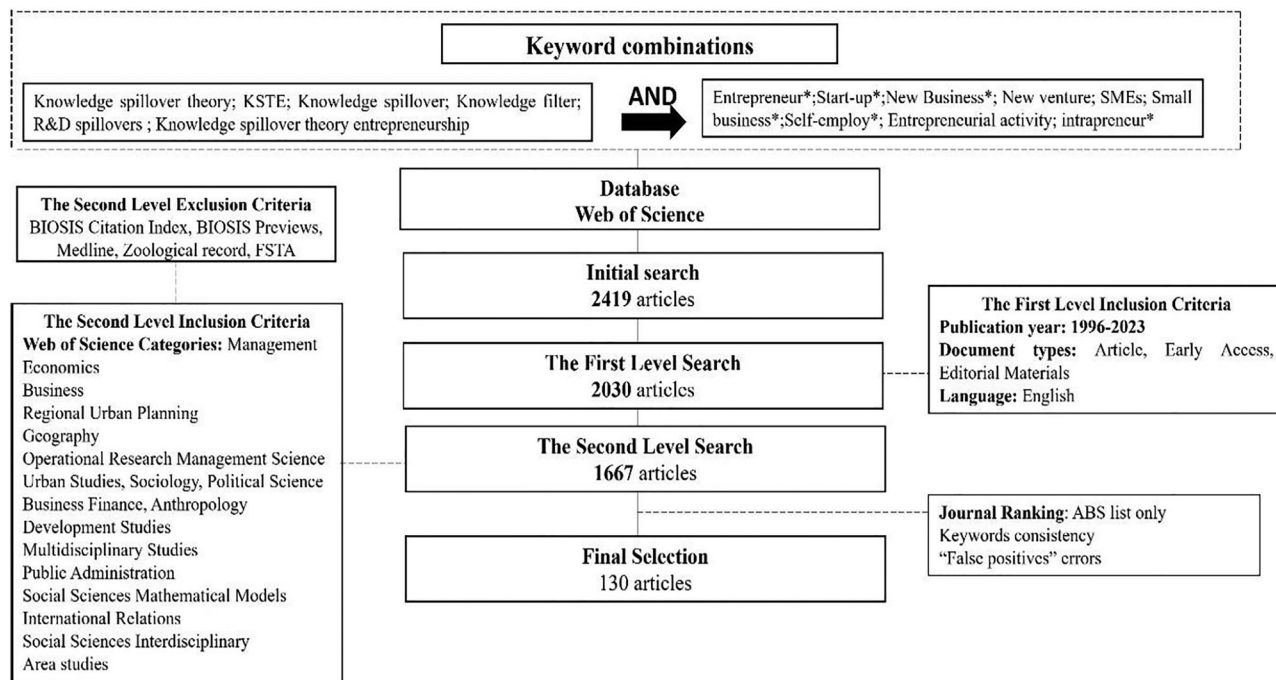 Keyword combinations
Knowledge spillover theory; KSTE; Knowledge spillover; Knowledge filter;
R&D spillovers ; Knowledge spillover theory entrepreneurship
AND
Entrepreneur*;Start-up*;New Business*; New venture; SMEs; Small
business*;Self-employ*; Entrepreneurial activity; intrapreneur*
Database
Web of Science
The Second Level Exclusion Criteria
BIOSIS Citation Index, BIOSIS Previews,
Medline, Zoological record, FSTA
Initial search
2419 articles
The First Level Inclusion Criteria
Publication year: 1996-2023
Document types: Article, Early Access,
Editorial Materials
Language: English
The First Level Search
2030 articles
The Second Level Inclusion Criteria
Web of Science Categories: Management
Economics
Business
Regional Urban Planning
Geography
Operational Research Management Science
Urban Studies, Sociology, Political Science
Business Finance, Anthropology
Development Studies
Multidisciplinary Studies
Public Administration
Social Sciences Mathematical Models
International Relations
Social Sciences Interdisciplinary
Area studies
The Second Level Search
1667 articles
Journal Ranking: ABS list only
Keywords consistency
“False positives” errors
Final Selection
130 articles